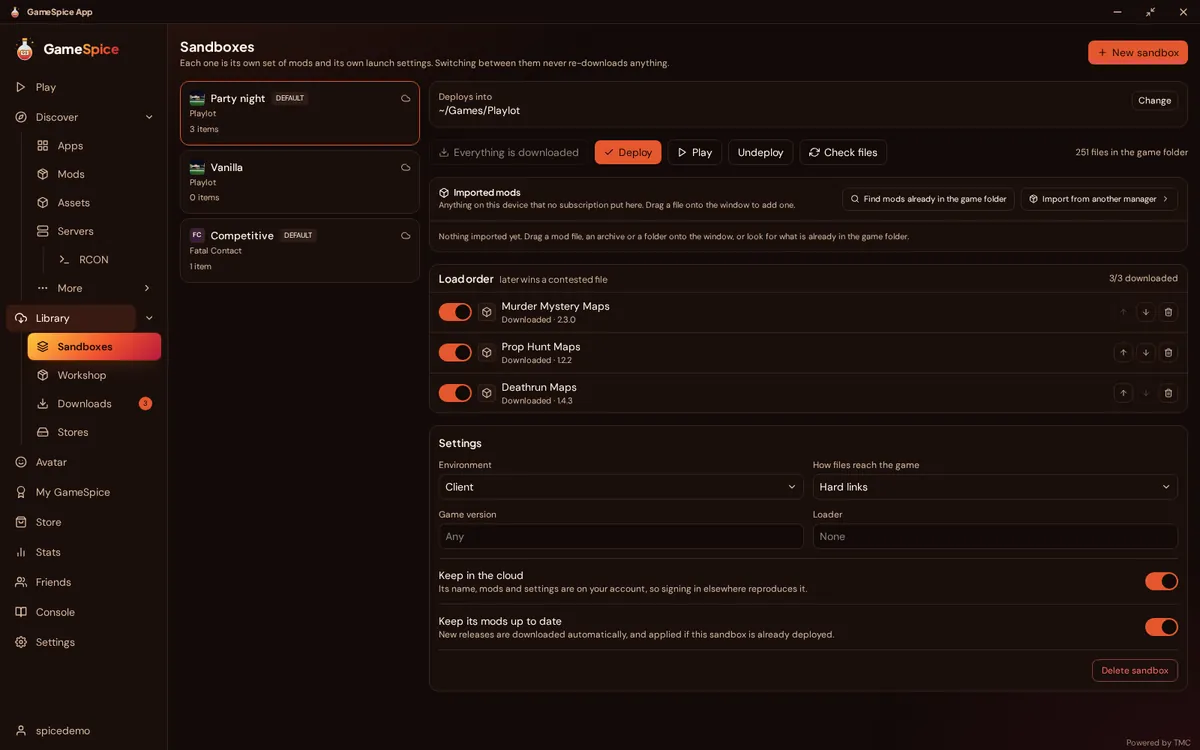 GameSpice App
GameSpice
Play
Discover
Apps
Mods
Assets
Servers
RCON
More
Library
Sandboxes
Workshop
Downloads
3
Stores
Avatar
My GameSpice
Store
Stats
Friends
Console
Settings
spicedemo
Sandboxes
Each one is its own set of mods and its own launch settings. Switching between them never re-downloads anything.
New sandbox
Party night DEFAULT
Playlot
3 items
Vanilla
Playlot
0 items
FC Competitive DEFAULT
Fatal Contact
1 item
Deploys into
~/Games/Playlot
Change
Everything is downloaded
Deploy
Play
Undeploy
Check files
251 files in the game folder
Imported mods
Anything on this device that no subscription put here. Drag a file onto the window to add one.
Find mods already in the game folder
Import from another manager
Nothing imported yet. Drag a mod file, an archive or a folder onto the window, or look for what is already in the game folder.
Load order later wins a contested file
3/3 downloaded
Murder Mystery Maps
Downloaded · 2.3.0
Prop Hunt Maps
Downloaded · 1.2.2
Deathrun Maps
Downloaded · 1.4.3
Settings
Environment
Client
How files reach the game
Hard links
Game version
Any
Loader
None
Keep in the cloud
Its name, mods and settings are on your account, so signing in elsewhere reproduces it.
Keep its mods up to date
New releases are downloaded automatically, and applied if this sandbox is already deployed.
Delete sandbox
Powered by TMC